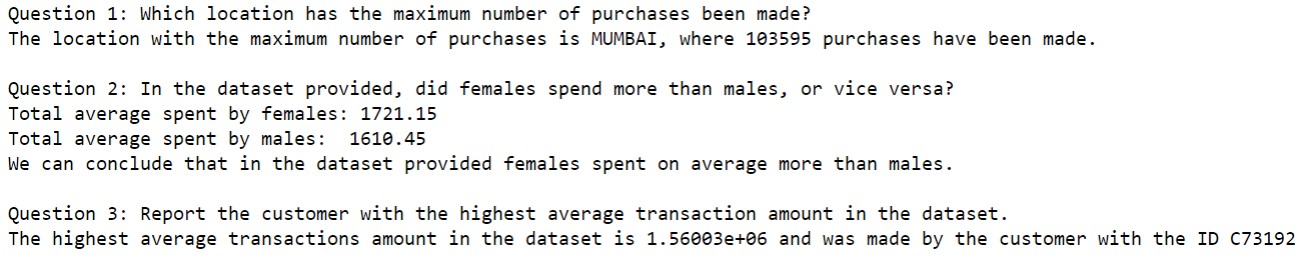 Question 1: Which location has the maximum number of purchases been made?
The location with the maximum number of purchases is MUMBAI, where 103595 purchases have been made.
Question 2: In the dataset provided, did females spend more than males, or vice versa?
Total average spent by females: 1721.15
Total average spent by males:  1610.45
We can conclude that in the dataset provided females spent on average more than males.
Question 3: Report the customer with the highest average transaction amount in the dataset.
The highest average transactions amount in the dataset is 1.56003e+06 and was made by the customer with the ID C73192